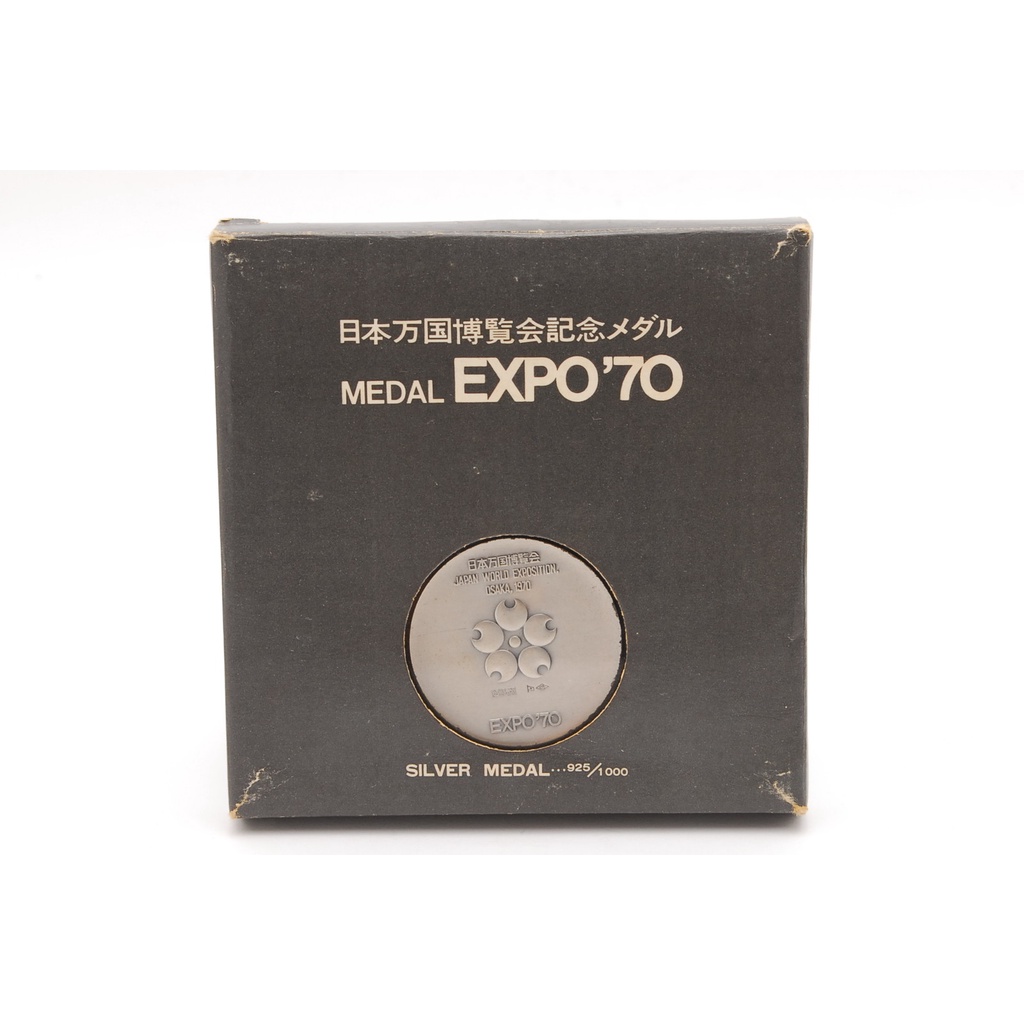 日本万国博覧会記念メダル
MEDAL EXPO'70
日本万国博覧会
JAPAN WORLD EXPOSITION,
OSAKA, 1970
EXPO'70
SILVER MEDAL...925/1000